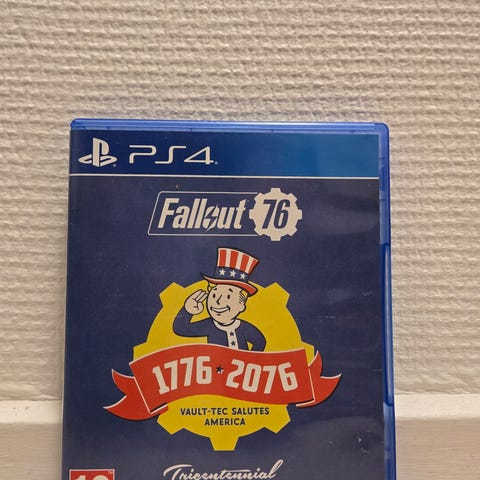 PS4
Fallout 76
1776 ★ 2076
VAULT-TEC SALUTES
AMERICA
Tricentennial